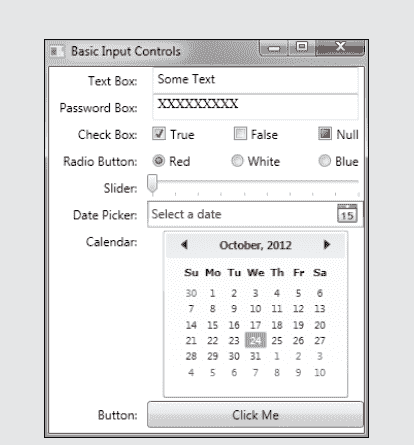 Basic Input Controls
Text Box: Some Text
Password Box: XXXXXXXXX
Check Box: True False Null
Radio Button: Red White Blue
Slider:
Date Picker: Select a date 15
Calendar: October, 2012
Su Mo Tu We Th Fr Sa
30 1 2 3 4 5 6
7 8 9 10 11 12 13
14 15 16 17 18 19 20
21 22 23 24 25 26 27
28 29 30 31 1 2 3
4 5 6 7 8 9 10
Button: Click Me